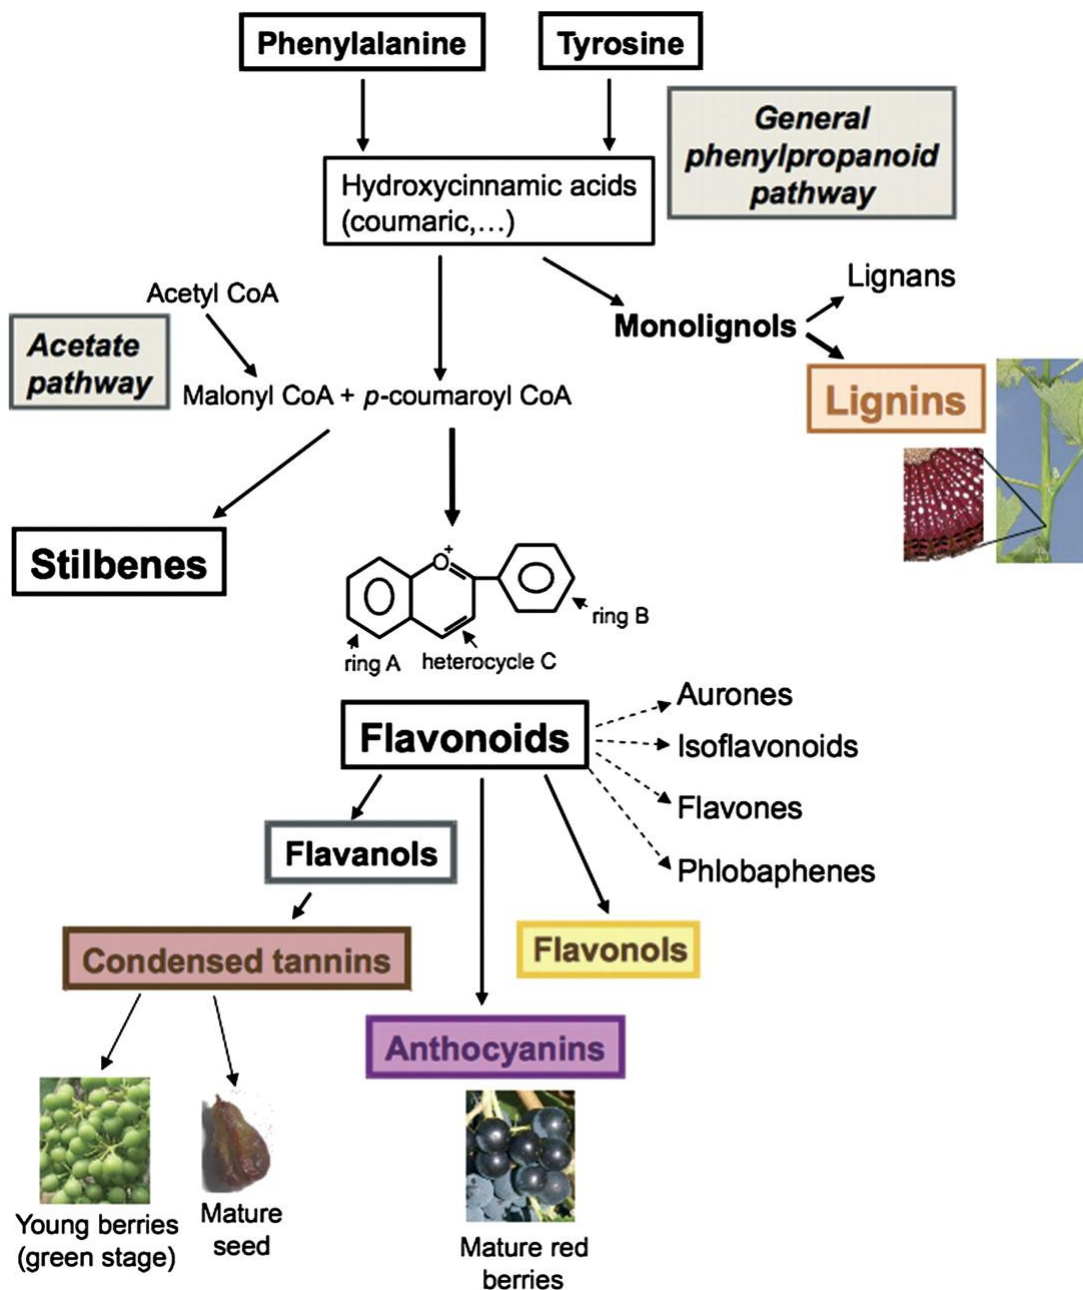 Phenylalanine
Tyrosine
General
phenylpropanoid
pathway
Hydroxycinnamic acids
(coumaric,...)
Acetyl CoA
Lignans
Monolignols
Acetate
pathway
Malonyl CoA + p-coumaroyl CoA
Lignins
Stilbenes
O+
ring B
ring A
heterocycle C
Flavonoids
Aurones
Isoflavonoids
Flavones
Phlobaphenes
Flavanols
Condensed tannins
Flavonols
Anthocyanins
Young berries
(green stage)
Mature
seed
Mature red
berries